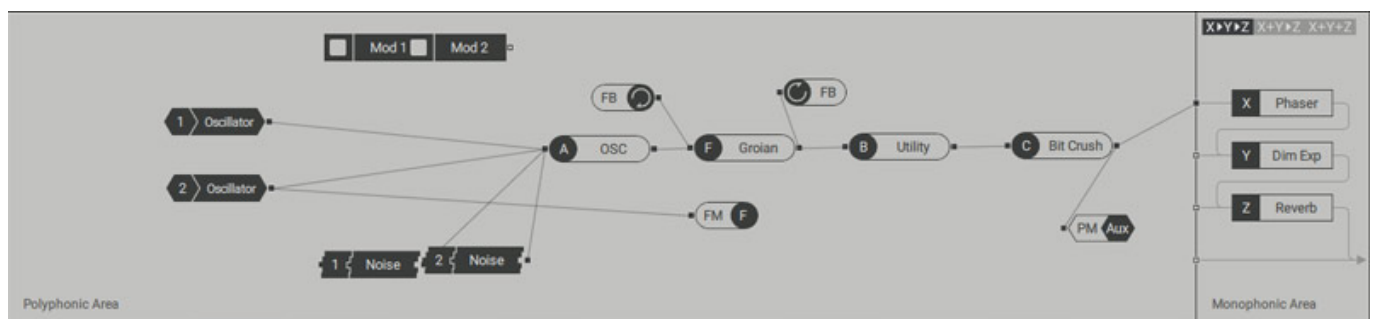 X▸Y▸Z X+Y▸Z X+Y+Z
Mod 1 Mod 2
FB
FB
X Phaser
1 Oscillator
A OSC
F Groian
B Utility
C Bit Crush
Y Dim Exp
2 Oscillator
FM F
Z Reverb
PM Aux
1 Noise
2 Noise
Polyphonic Area
Monophonic Area